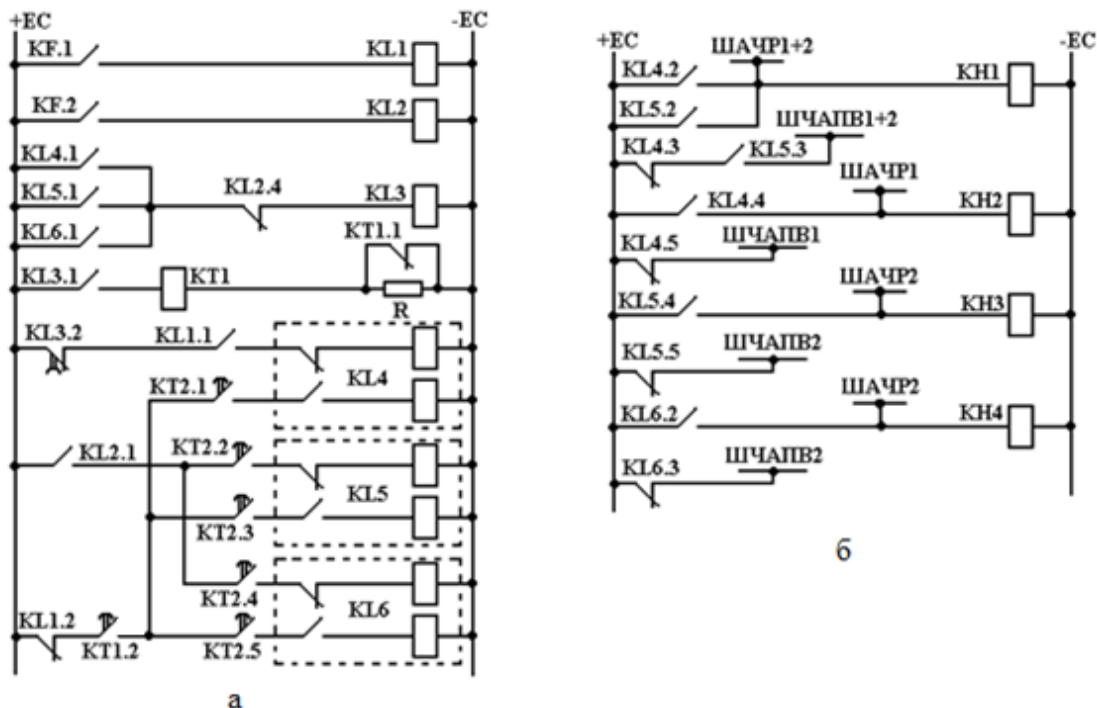 +EC -EC
KF.1 KL1
KF.2 KL2
KL4.1
KL5.1 KL2.4 KL3
KL6.1
KT1.1
KL3.1 KT1
R
KL3.2 KL1.1
KL4
KT2.1
KL2.1 KT2.2
KL5
KT2.3
KT2.4
KL6
KL1.2
KT1.2 KT2.5
а
+EC -EC
ШАЧР1+2
KL4.2 KH1
KL5.2
ШЧАПВ1+2
KL4.3 KL5.3
ШАЧР1
KL4.4 KH2
KL4.5 ШЧАПВ1
ШАЧР2
KL5.4 KH3
KL5.5 ШЧАПВ2
ШАЧР2
KL6.2 KH4
KL6.3 ШЧАПВ2
б